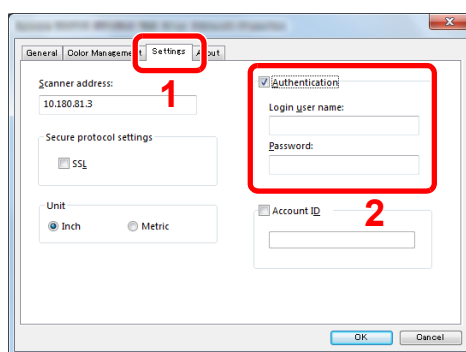 General Color Management Settings About
Scanner address:
10.180.81.3
Secure protocol settings
SSL
Unit
Inch Metric
1
Authentication
Login user name:
Password:
2
Account ID
OK Cancel